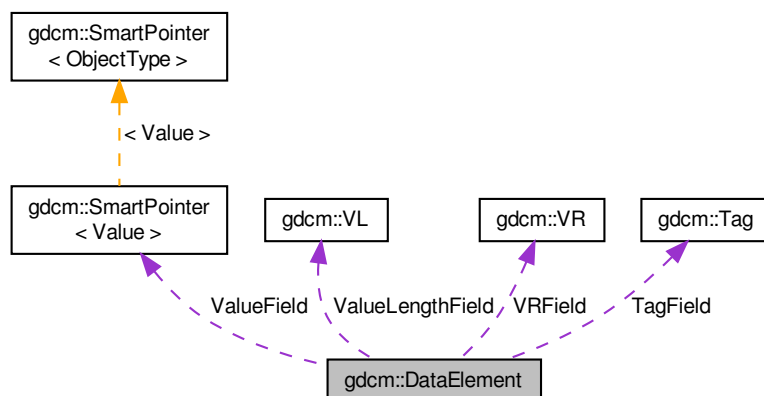 gdcm::SmartPointer
< ObjectType >
< Value >
gdcm::SmartPointer
< Value >
gdcm::VL
gdcm::VR
gdcm::Tag
ValueField
ValueLengthField
VRField
TagField
gdcm::DataElement